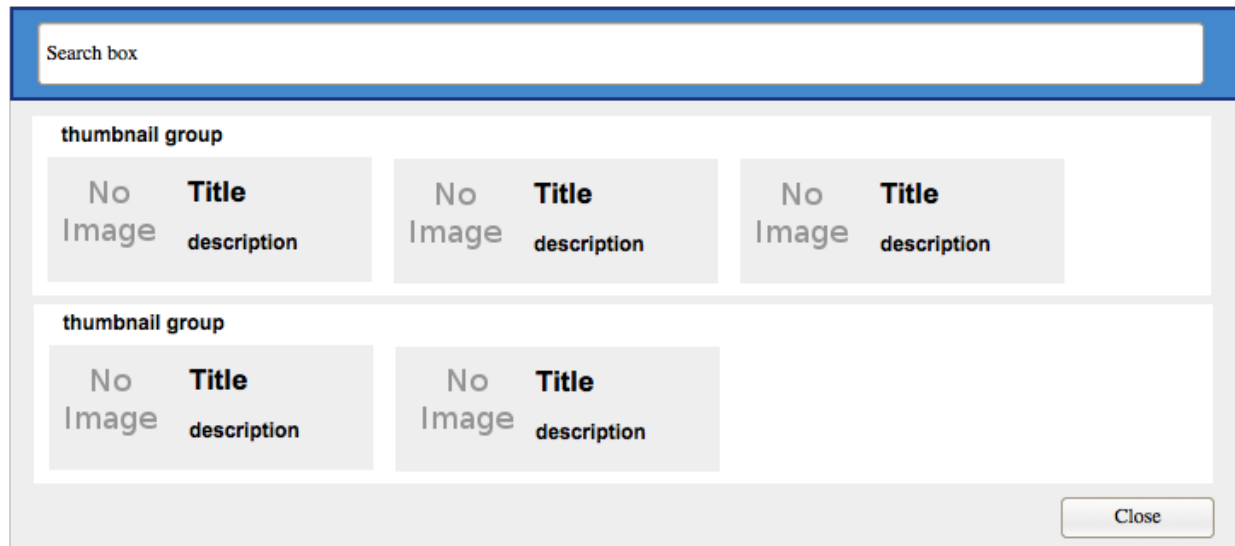 Search box
thumbnail group
No Image
Title
description
No Image
Title
description
No Image
Title
description
thumbnail group
No Image
Title
description
No Image
Title
description
Close